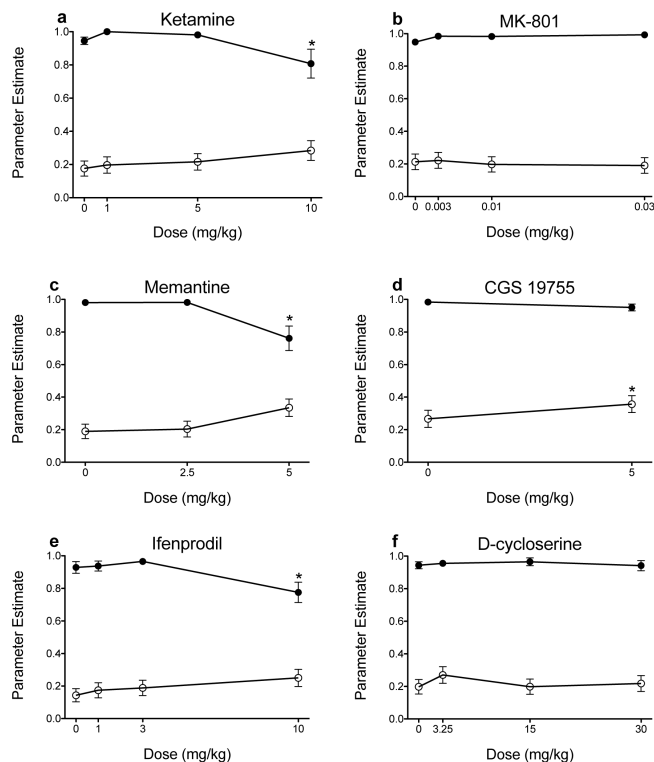 a Ketamine
1.0
0.8
0.6
0.4
0.2
0.0
*
0 1 5 10
Dose (mg/kg)
Parameter Estimate
b MK-801
1.0
0.8
0.6
0.4
0.2
0.0
0 0.003 0.01 0.03
Dose (mg/kg)
Parameter Estimate
c Memantine
1.0
0.8
0.6
0.4
0.2
0.0
*
0 2.5 5
Dose (mg/kg)
Parameter Estimate
d CGS 19755
1.0
0.8
0.6
0.4
0.2
0.0
*
0 5
Dose (mg/kg)
Parameter Estimate
e Ifenprodil
1.0
0.8
0.6
0.4
0.2
0.0
*
0 1 3 10
Dose (mg/kg)
Parameter Estimate
f D-cycloserine
1.0
0.8
0.6
0.4
0.2
0.0
0 3.25 15 30
Dose (mg/kg)
Parameter Estimate